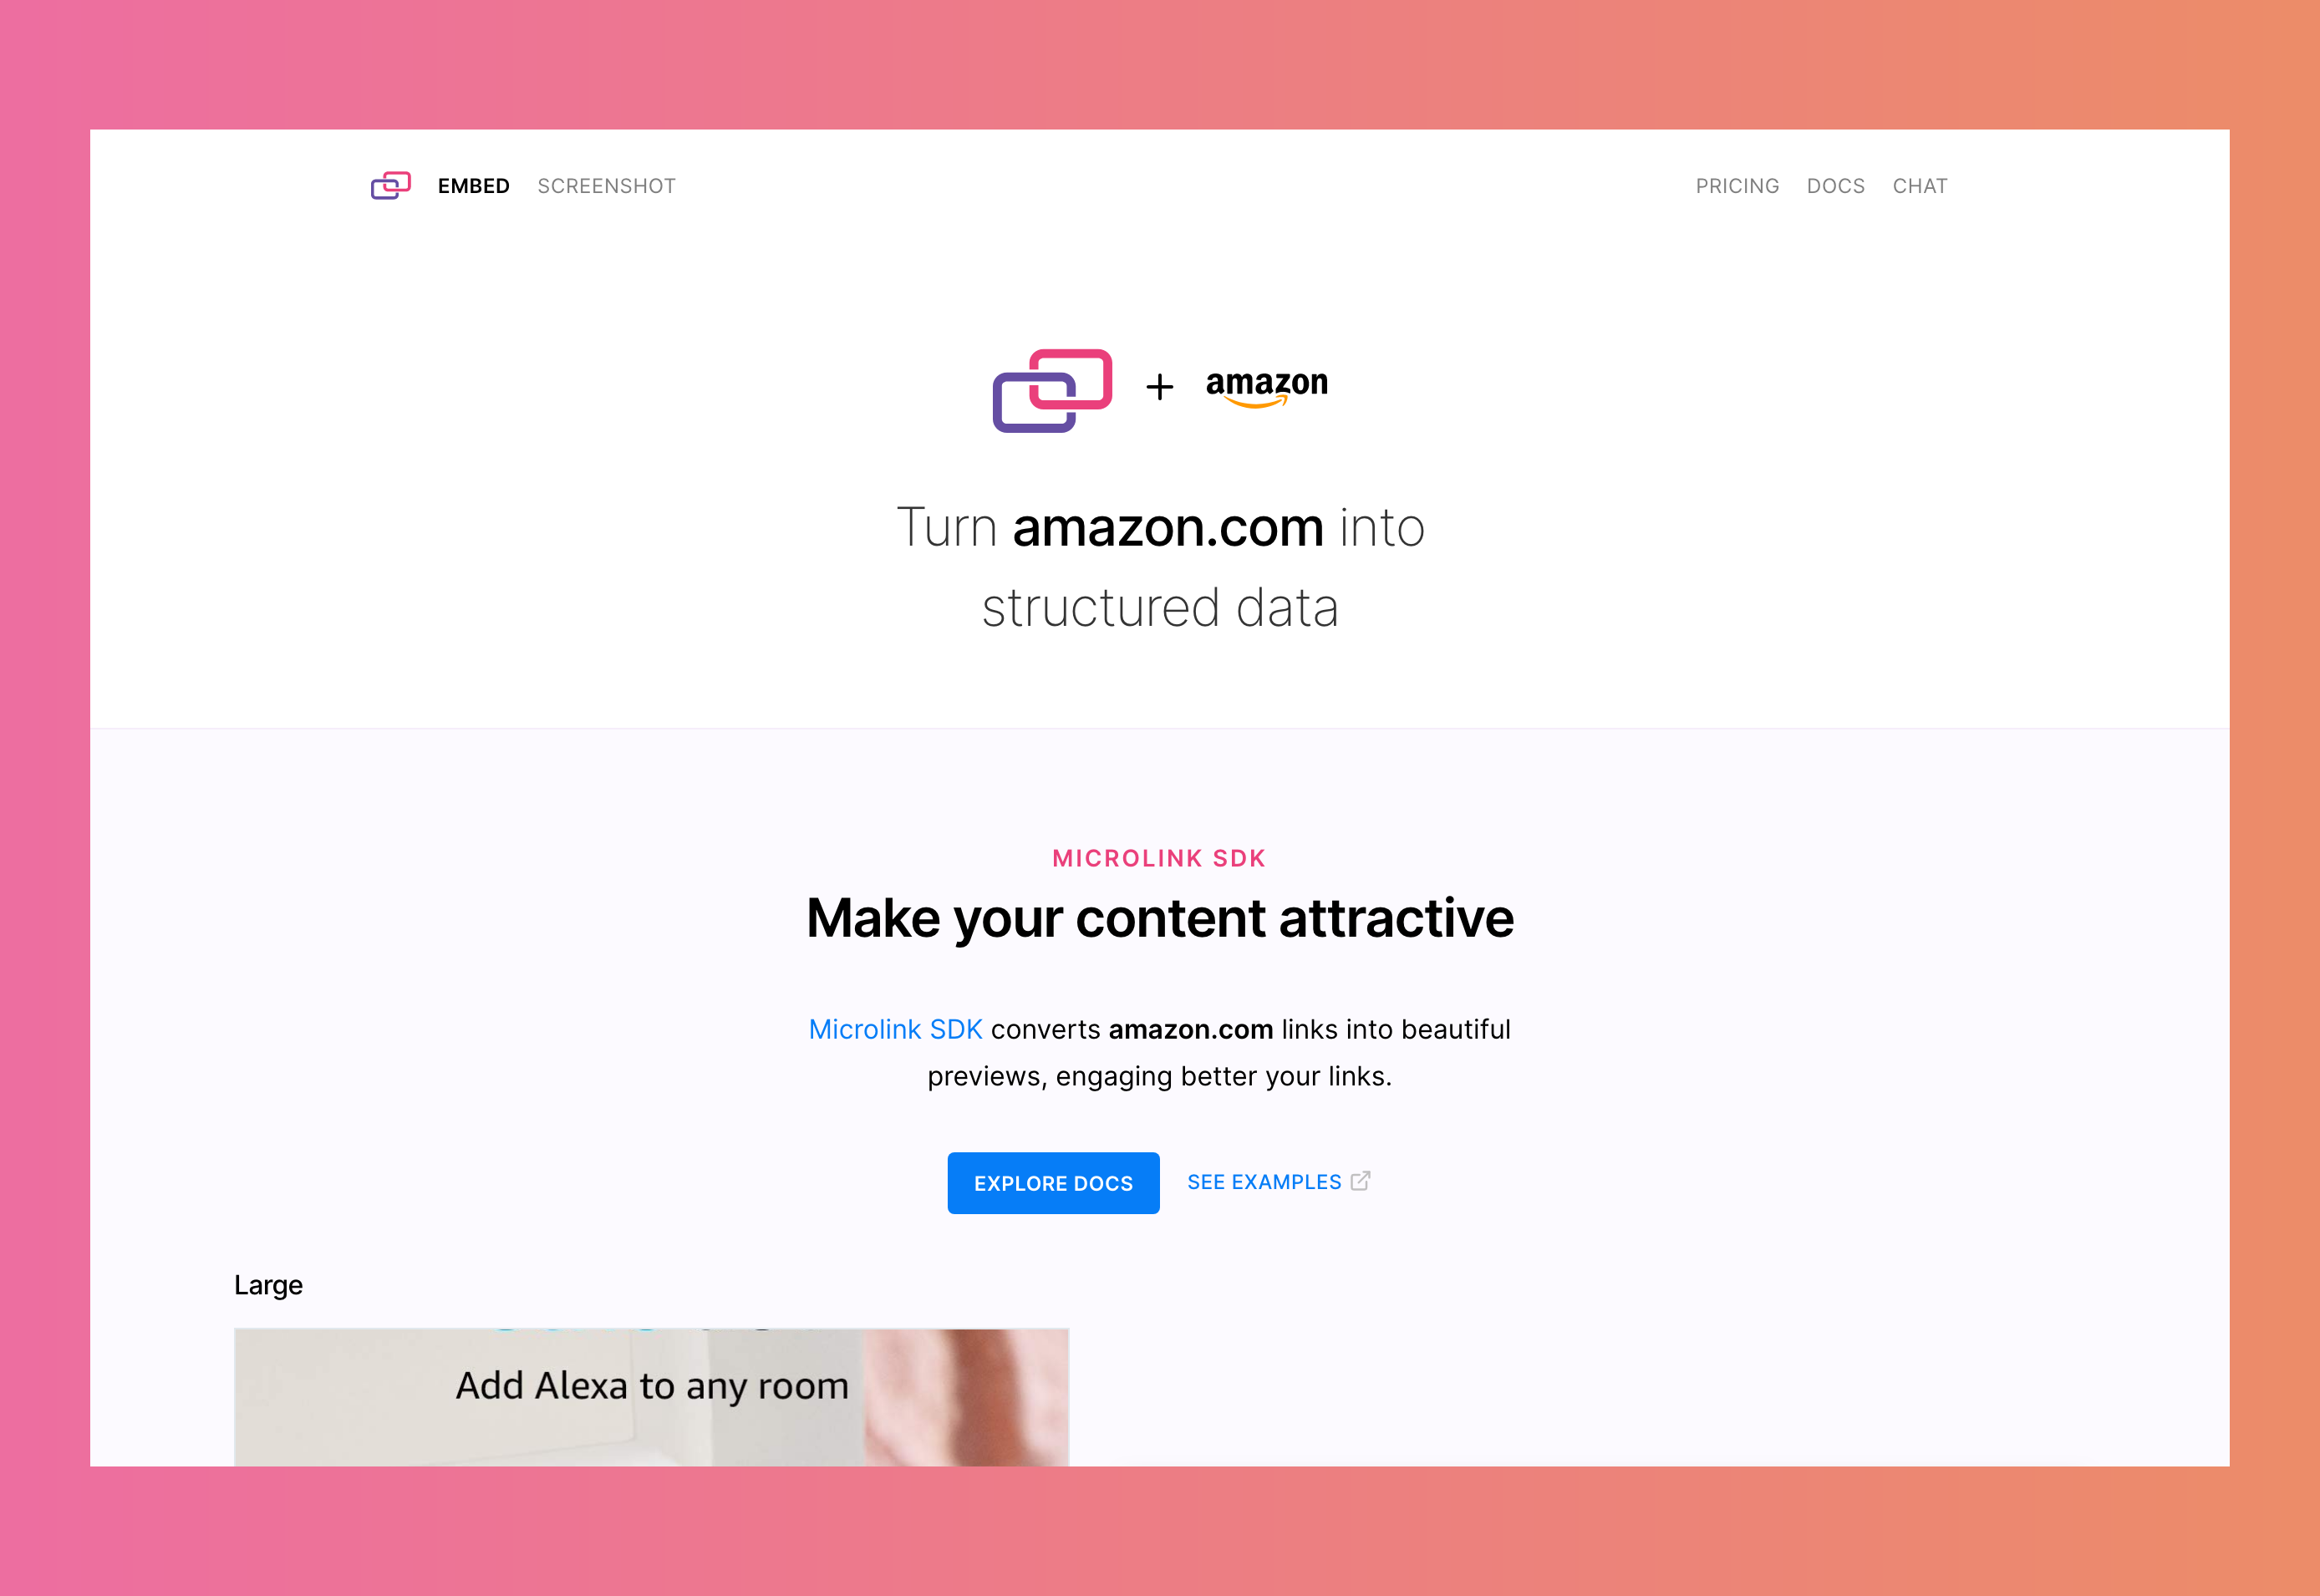 EMBED SCREENSHOT PRICING DOCS CHAT
+ amazon
Turn amazon.com into
structured data
MICROLINK SDK
Make your content attractive
Microlink SDK converts amazon.com links into beautiful
previews, engaging better your links.
EXPLORE DOCS SEE EXAMPLES
Large
Add Alexa to any room